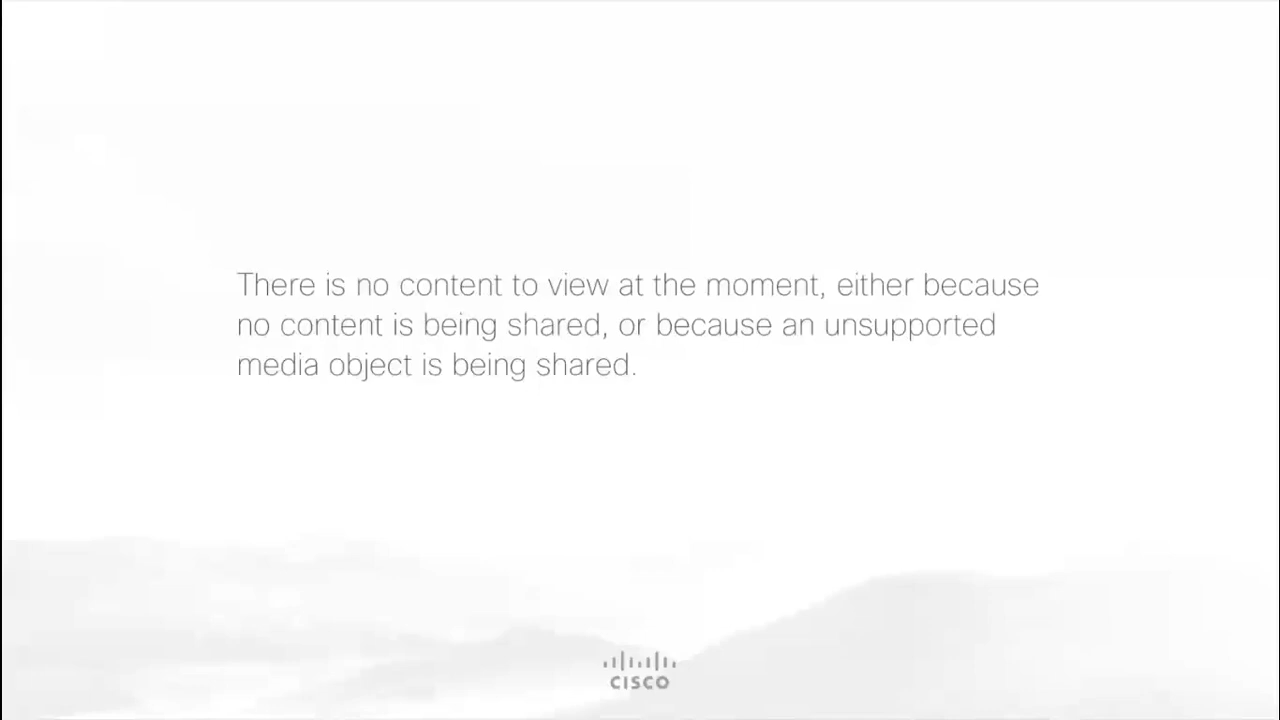 There is no content to view at the moment, either because
no content is being shared, or because an unsupported
media object is being shared.
CISCO